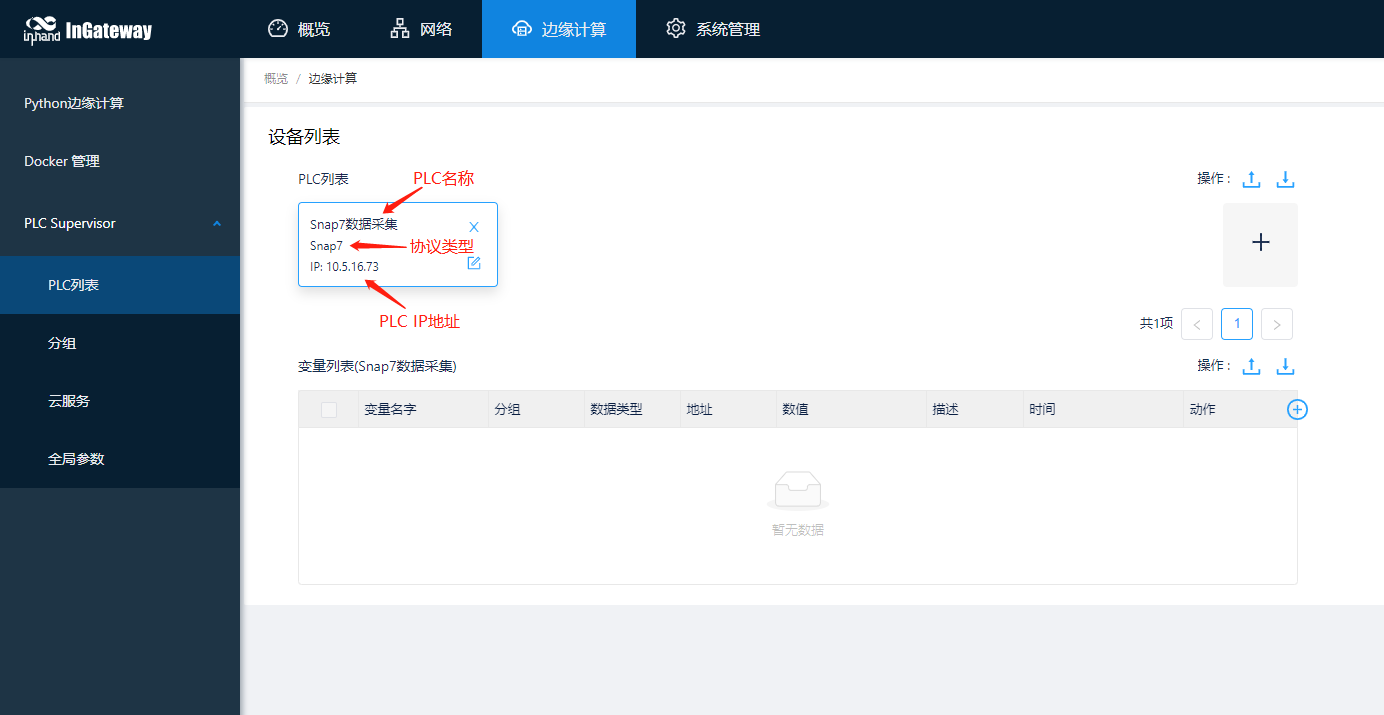 inhand InGateway
概览
网络
边缘计算
系统管理
概览 / 边缘计算
Python边缘计算
Docker 管理
PLC Supervisor
PLC列表
分组
云服务
全局参数
设备列表
PLC列表
PLC名称
操作：
Snap7数据采集
Snap7
协议类型
IP: 10.5.16.73
PLC IP地址
共1项 < 1 >
变量列表(Snap7数据采集)
操作：
变量名字 分组 数据类型 地址 数值 描述 时间 动作
暂无数据